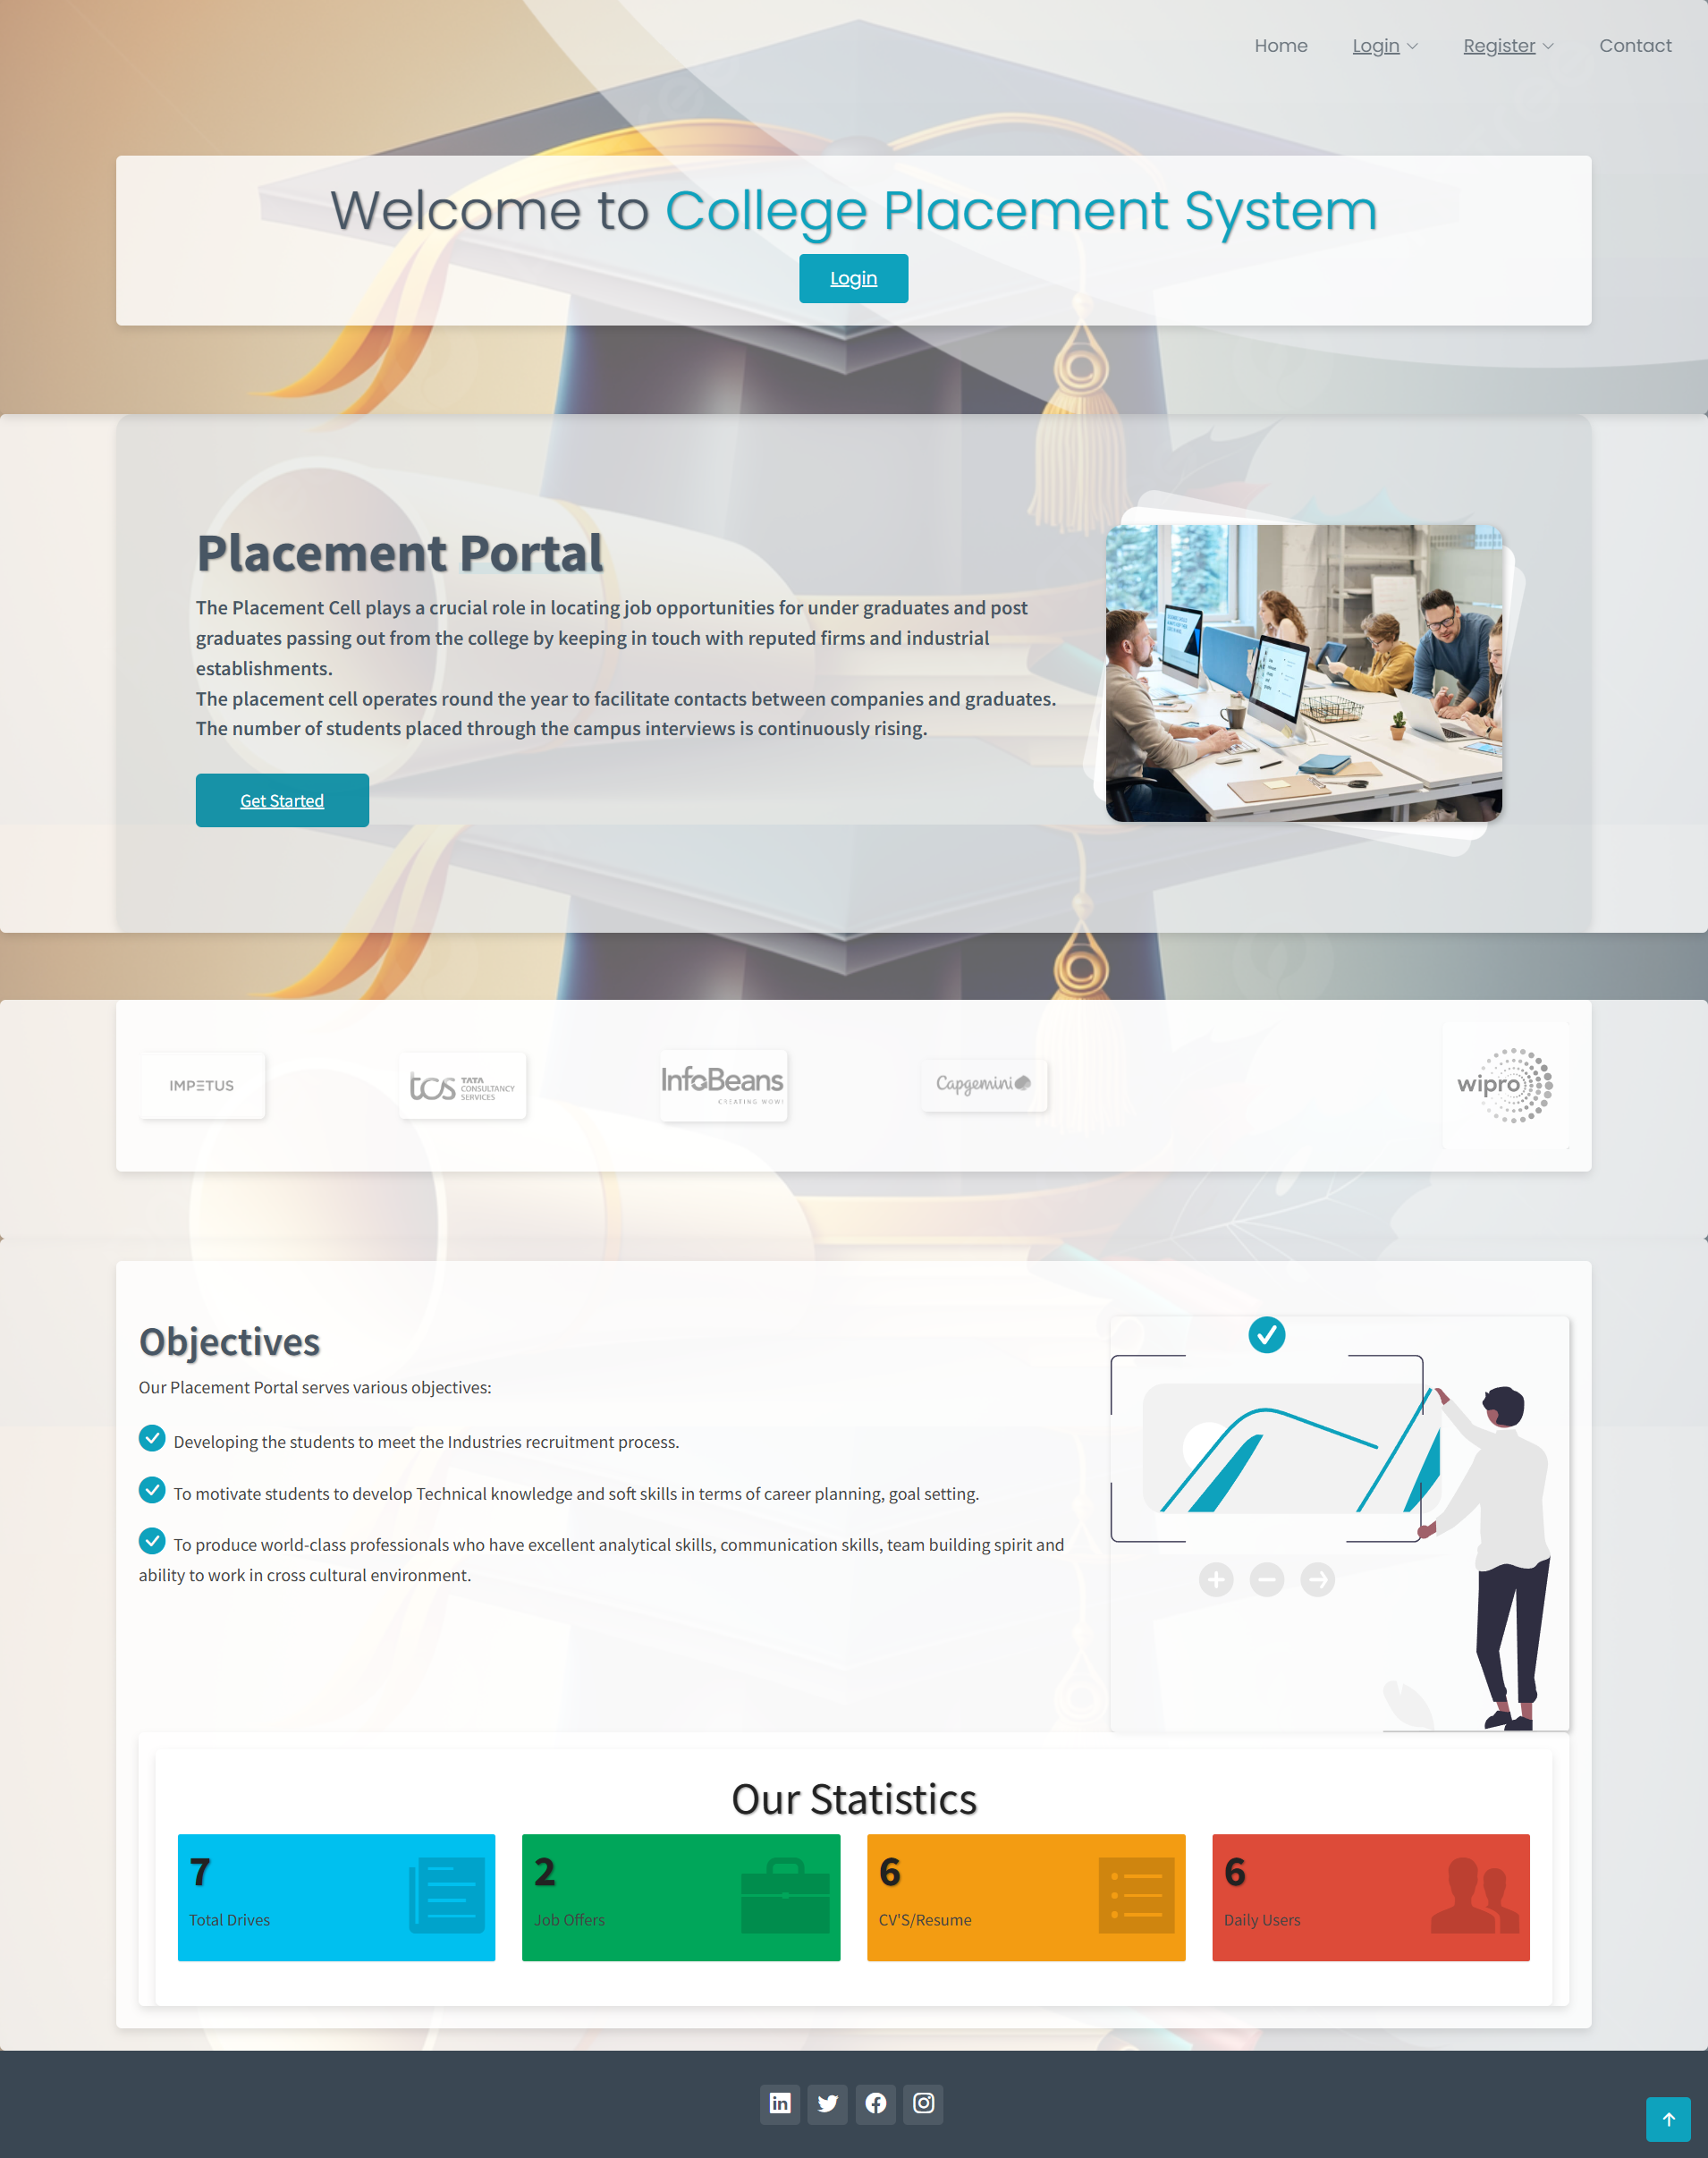 Home Login Register Contact
Welcome to College Placement System
Login
Placement Portal
The Placement Cell plays a crucial role in locating job opportunities for under graduates and post
graduates passing out from the college by keeping in touch with reputed firms and industrial
establishments.
The placement cell operates round the year to facilitate contacts between companies and graduates.
The number of students placed through the campus interviews is continuously rising.
Get Started
IMPETUS
tcs TATA
CONSULTANCY
SERVICES
InfoBeans
CREATING WOW!
Capgemini
wipro
Objectives
Our Placement Portal serves various objectives:
Developing the students to meet the Industries recruitment process.
To motivate students to develop Technical knowledge and soft skills in terms of career planning, goal setting.
To produce world-class professionals who have excellent analytical skills, communication skills, team building spirit and
ability to work in cross cultural environment.
Our Statistics
7
Total Drives
2
Job Offers
6
CV'S/Resume
6
Daily Users
in